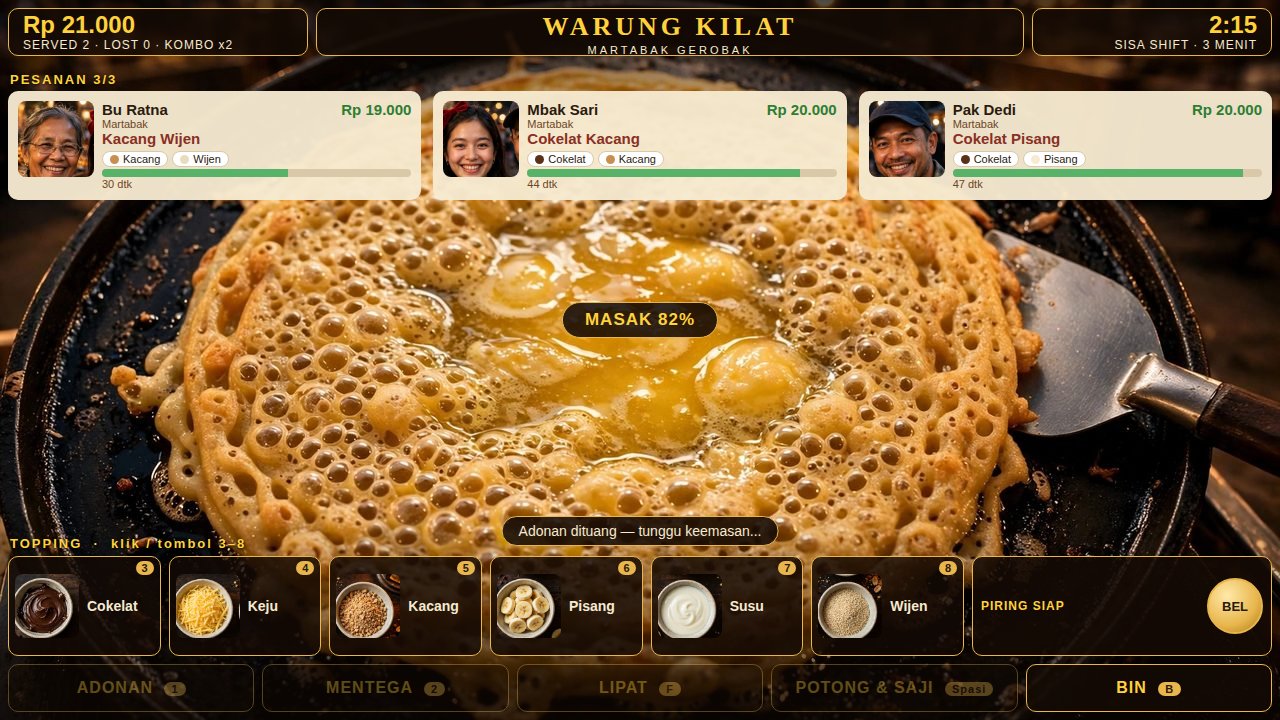 Rp 21.000
SERVED 2 · LOST 0 · KOMBO x2
WARUNG KILAT
MARTABAK GEROBAK
2:15
SISA SHIFT · 3 MENIT
PESANAN 3/3
Bu Ratna
Rp 19.000
Martabak
Kacang Wijen
Kacang
Wijen
30 dtk
Mbak Sari
Rp 20.000
Martabak
Cokelat Kacang
Cokelat
Kacang
44 dtk
Pak Dedi
Rp 20.000
Martabak
Cokelat Pisang
Cokelat
Pisang
47 dtk
MASAK 82%
Adonan dituang — tunggu keemasan...
TOPPING · klik / tombol 3–8
3
Cokelat
4
Keju
5
Kacang
6
Pisang
7
Susu
8
Wijen
PIRING SIAP
BEL
ADONAN 1
MENTEGA 2
LIPAT F
POTONG & SAJI Spasi
BIN B